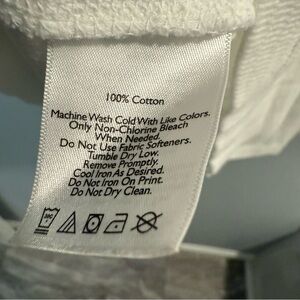 100% Cotton
Machine Wash Cold With Like Colors.
Only Non-Chlorine Bleach
When Needed.
Do Not Use Fabric Softeners.
Tumble Dry Low.
Remove Promptly.
Cool Iron As Desired.
Do Not Iron On Print.
Do Not Dry Clean.